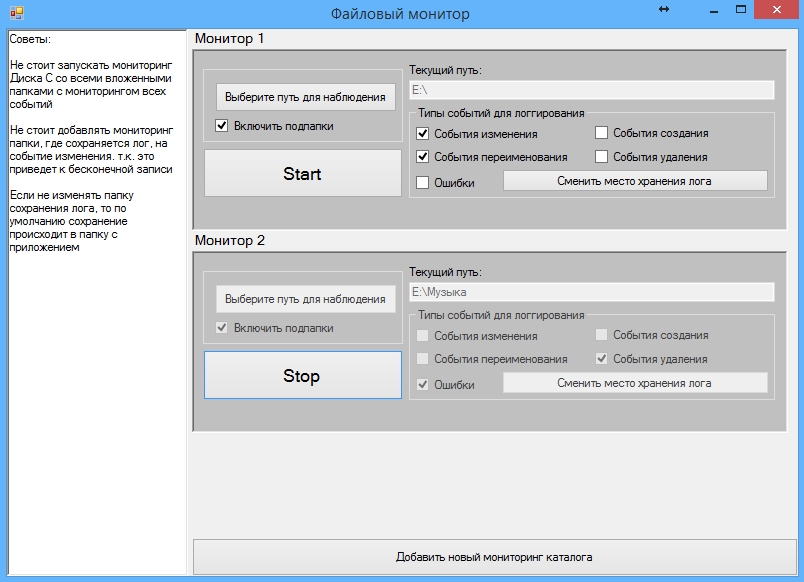 Файловый монитор
Советы:
Не стоит запускать мониторинг
Диска C со всеми вложенными
папками с мониторингом всех
событий
Не стоит добавлять мониторинг
папки, где сохраняется лог, на
событие изменения. т.к. это
приведет к бесконечной записи
Если не изменять папку
сохранения лога, то по
умолчанию сохранение
происходит в папку с
приложением
Монитор 1
Выберите путь для наблюдения
Включить подпапки
Start
Текущий путь:
E:\
Типы событий для логгирования
События изменения
События создания
События переименования
События удаления
Ошибки
Сменить место хранения лога
Монитор 2
Выберите путь для наблюдения
Включить подпапки
Stop
Текущий путь:
E:\Музыка
Типы событий для логгирования
События изменения
События создания
События переименования
События удаления
Ошибки
Сменить место хранения лога
Добавить новый мониторинг каталога